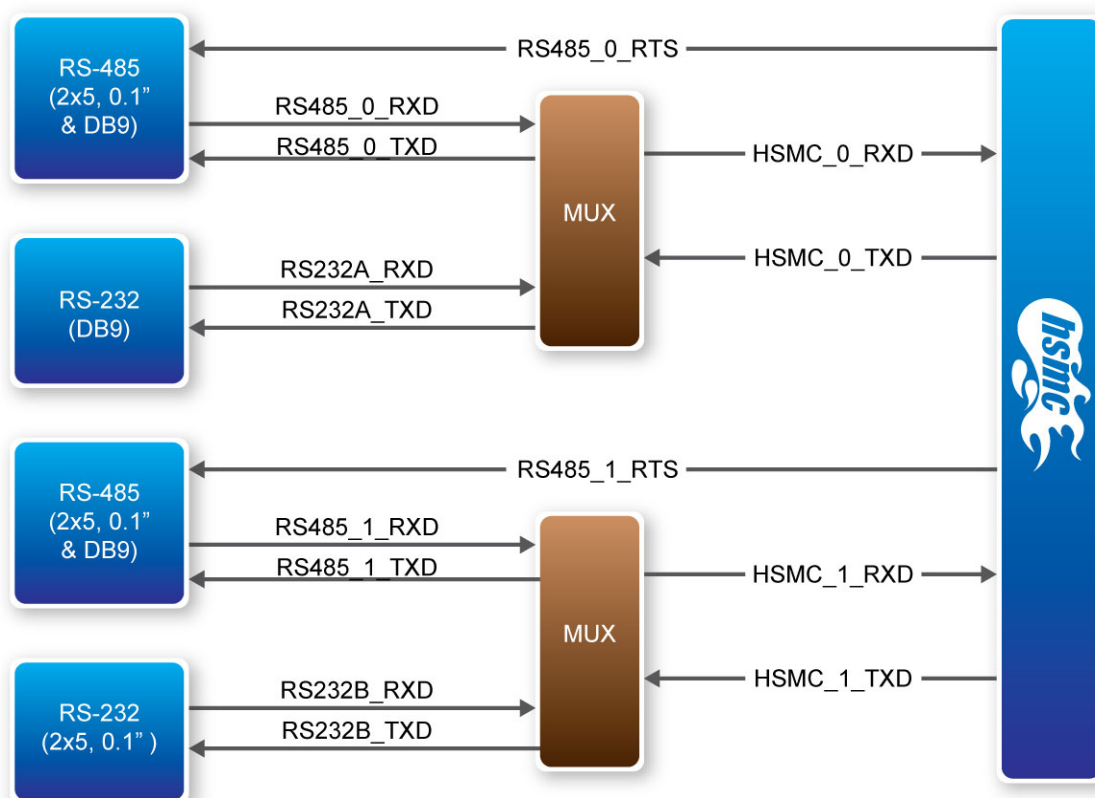 RS-485
(2x5, 0.1”
& DB9)
RS485_0_RTS
RS485_0_RXD
RS485_0_TXD
MUX
HSMC_0_RXD
HSMC_0_TXD
RS-232
(DB9)
RS232A_RXD
RS232A_TXD
hsmc
RS-485
(2x5, 0.1”
& DB9)
RS485_1_RTS
RS485_1_RXD
RS485_1_TXD
MUX
HSMC_1_RXD
HSMC_1_TXD
RS-232
(2x5, 0.1” )
RS232B_RXD
RS232B_TXD